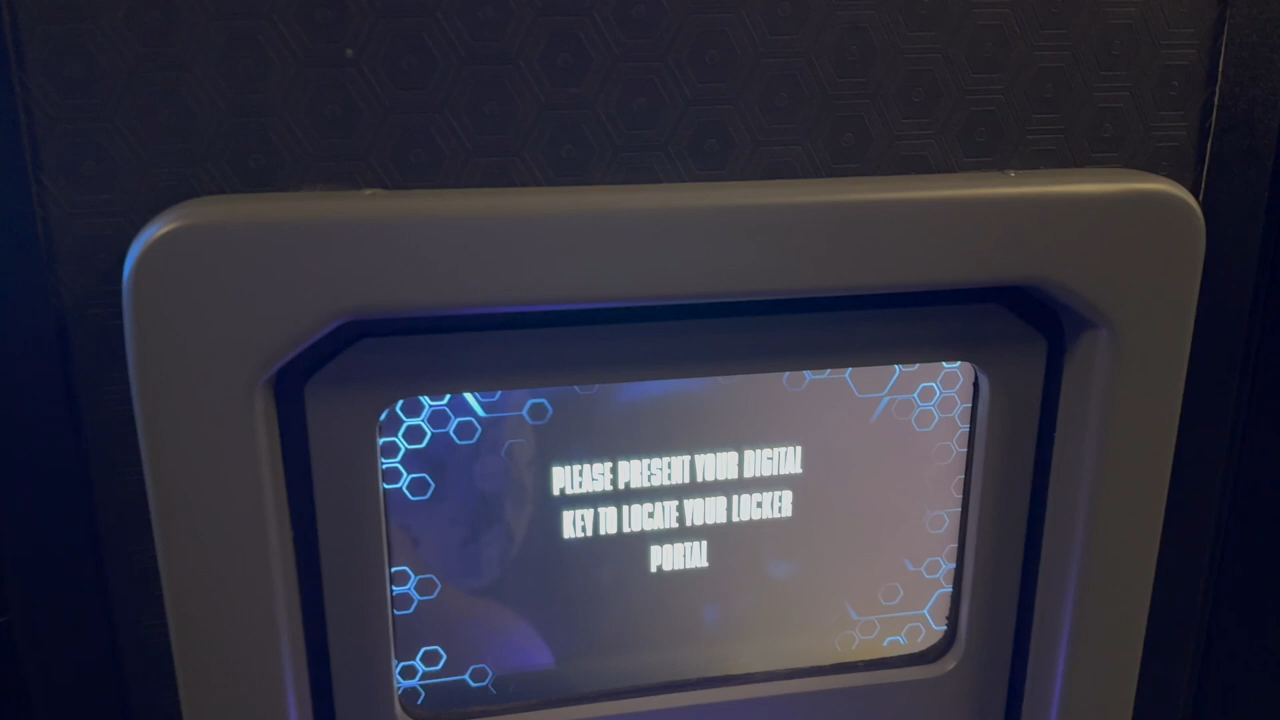 PLEASE PRESENT YOUR DIGITAL
KEY TO LOCATE YOUR LOCKER
PORTAL